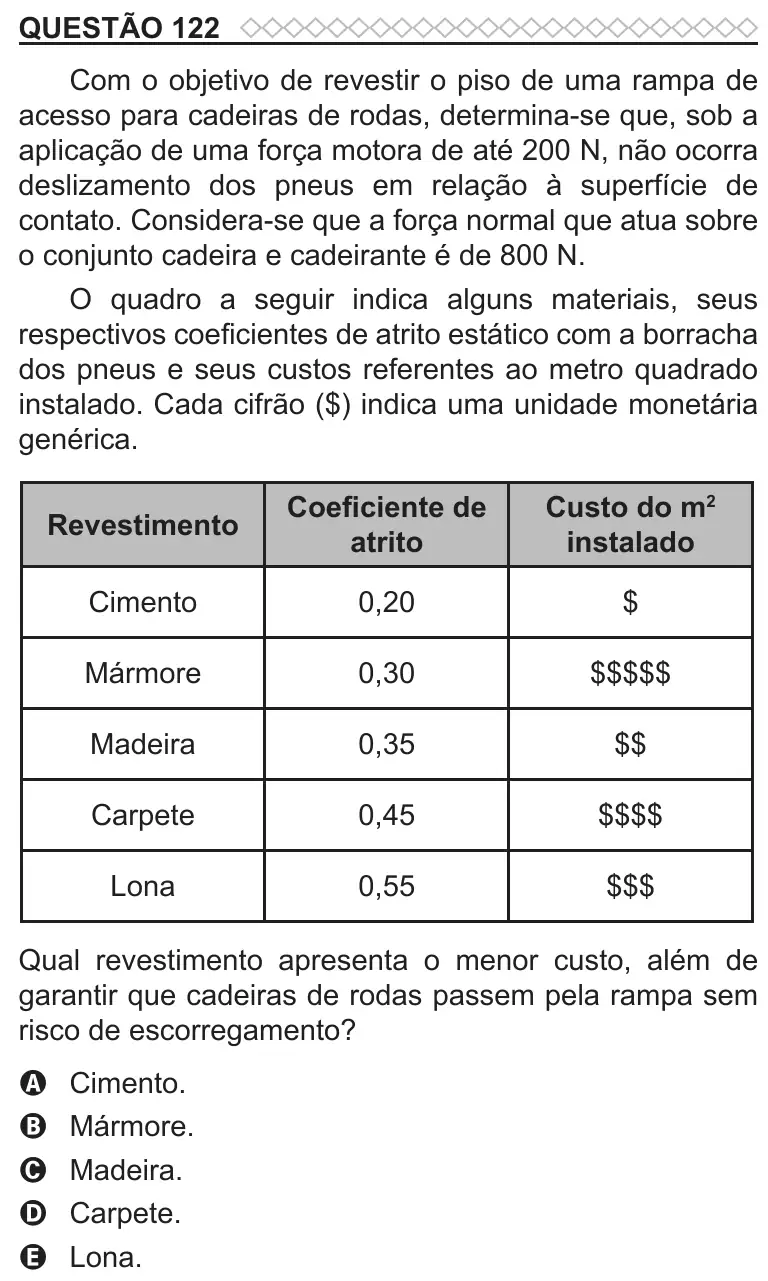 QUESTÃO 122
Com o objetivo de revestir o piso de uma rampa de
acesso para cadeiras de rodas, determina-se que, sob a
aplicação de uma força motora de até 200 N, não ocorra
deslizamento dos pneus em relação à superfície de
contato. Considera-se que a força normal que atua sobre
o conjunto cadeira e cadeirante é de 800 N.
O quadro a seguir indica alguns materiais, seus
respectivos coeficientes de atrito estático com a borracha
dos pneus e seus custos referentes ao metro quadrado
instalado. Cada cifrão ($) indica uma unidade monetária
genérica.
Revestimento Coeficiente de atrito Custo do m² instalado
Cimento 0,20 $
Mármore 0,30 $$$$$
Madeira 0,35 $$
Carpete 0,45 $$$$
Lona 0,55 $$$
Qual revestimento apresenta o menor custo, além de
garantir que cadeiras de rodas passem pela rampa sem
risco de escorregamento?
A Cimento.
B Mármore.
C Madeira.
D Carpete.
E Lona.